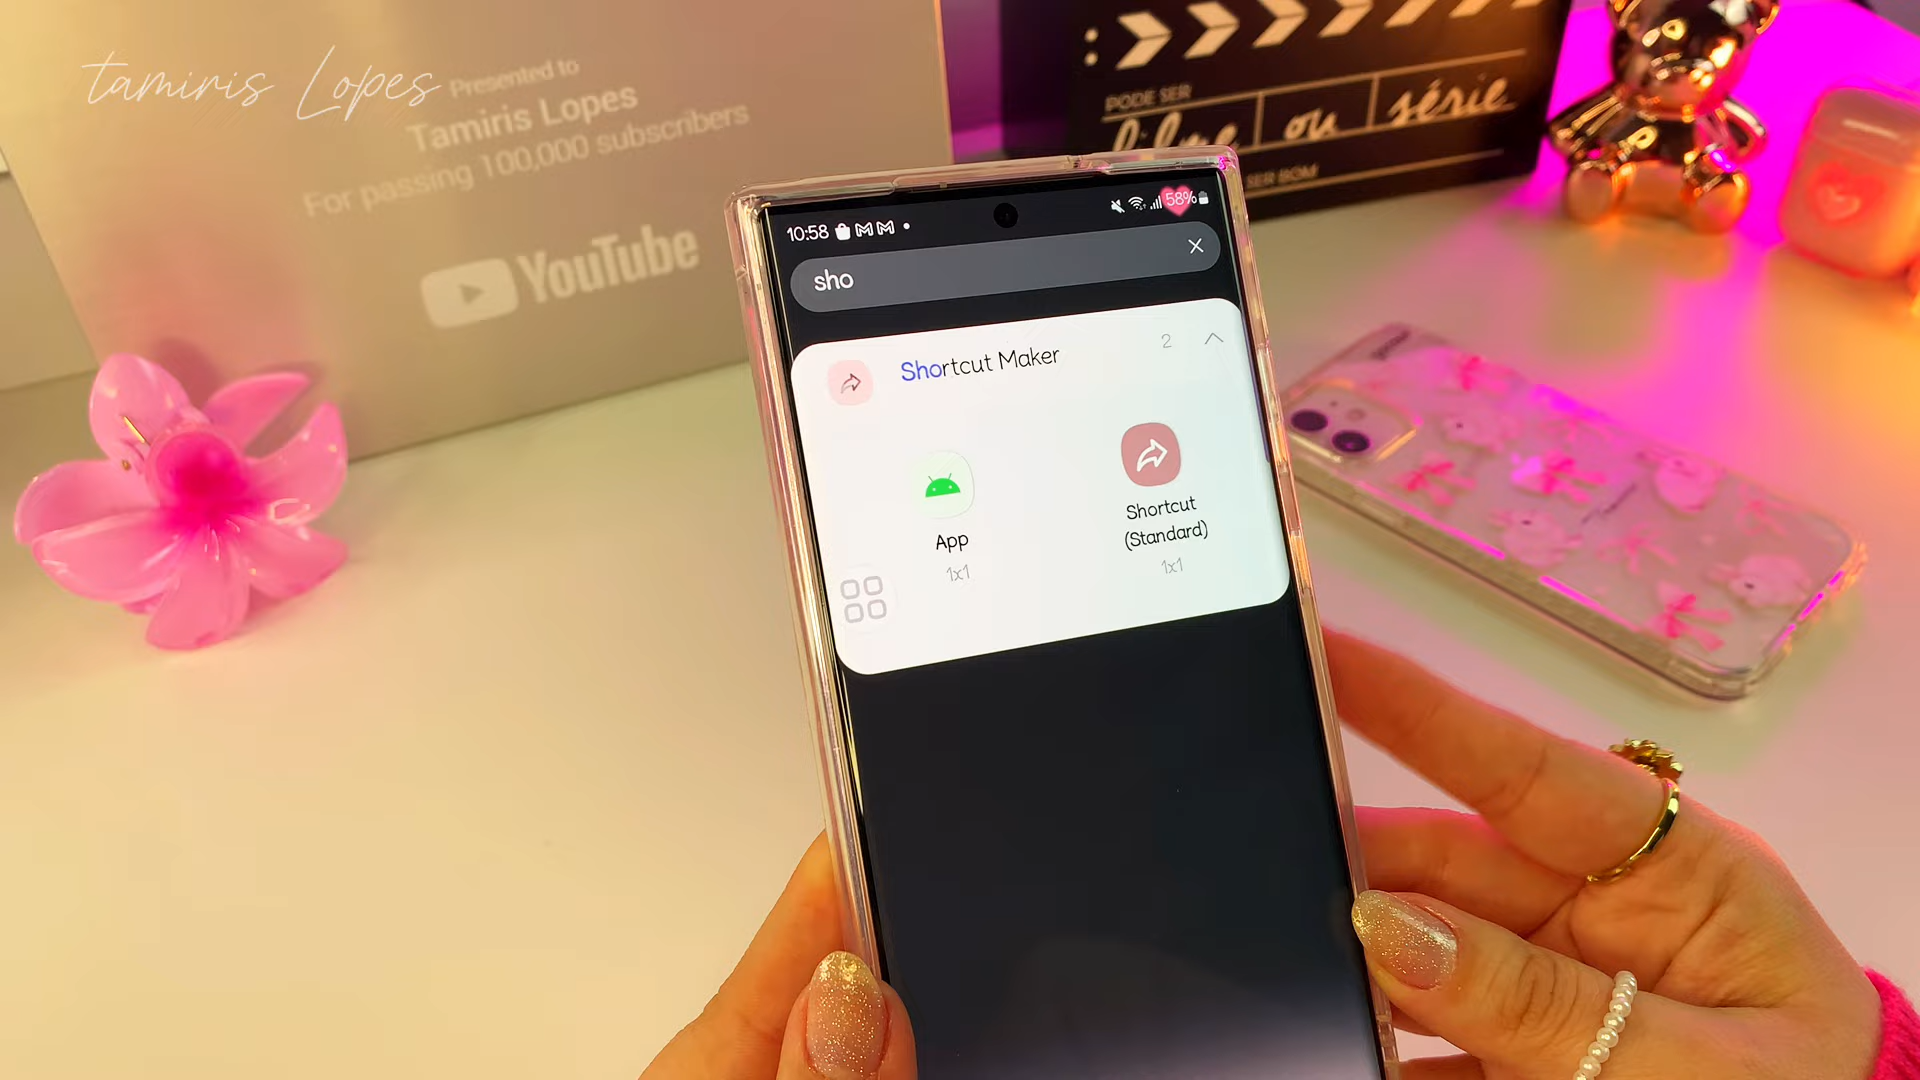 tamiris Lopes
Presented to
Tamiris Lopes
For passing 100,000 subscribers
YouTube
PODE SER
filme ou série
SER BOM
10:58
58%
sho
Shortcut Maker
2
App
1x1
Shortcut
(Standard)
1x1